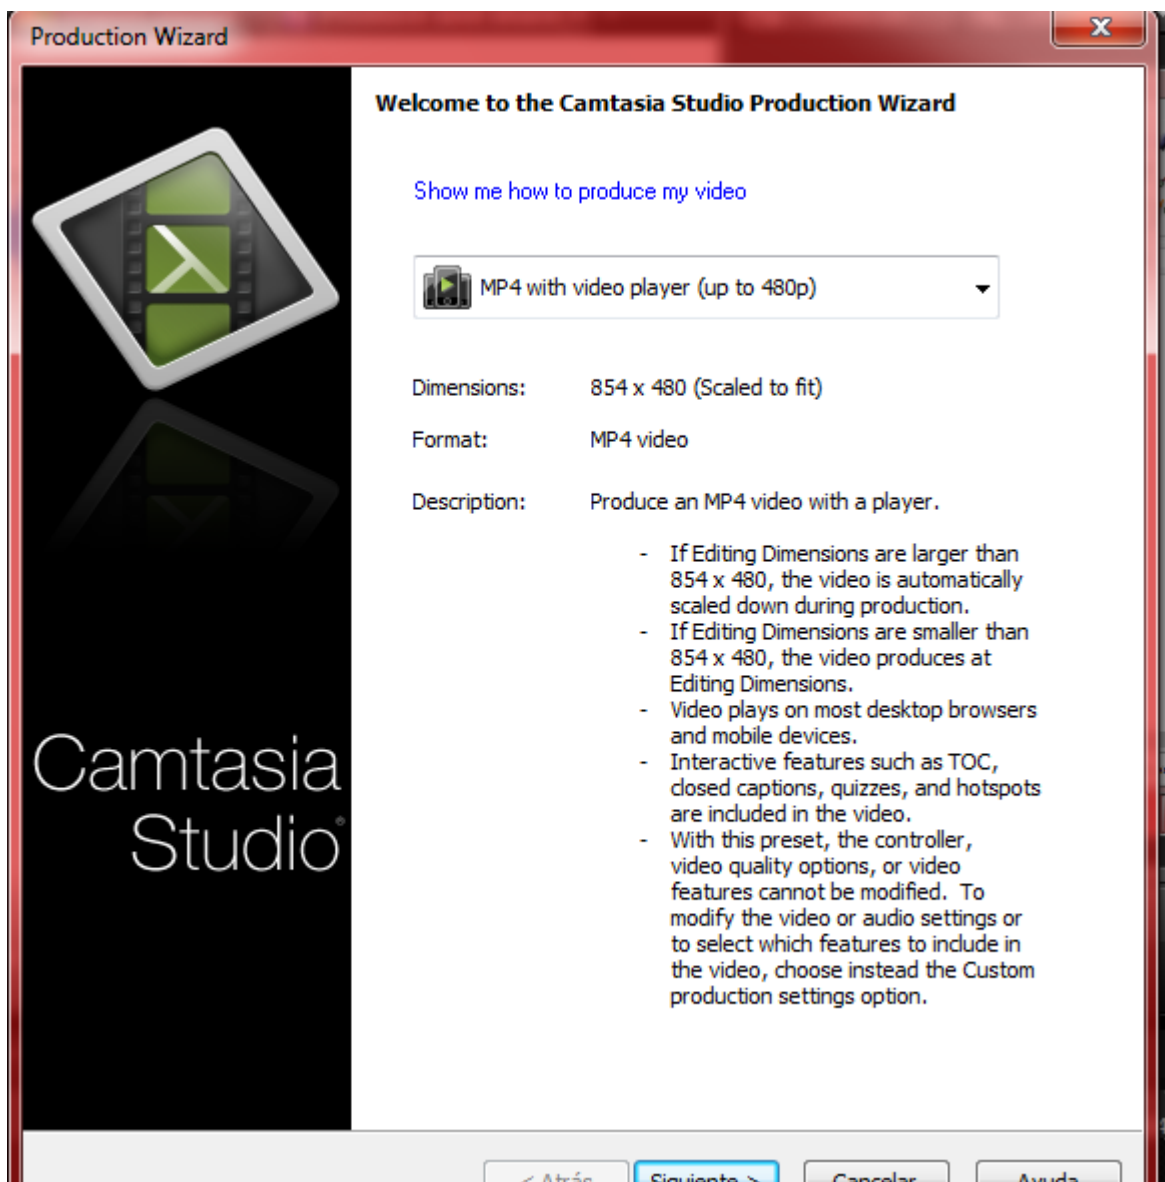 Production Wizard
Welcome to the Camtasia Studio Production Wizard
Show me how to produce my video
MP4 with video player (up to 480p)
Dimensions: 854 x 480 (Scaled to fit)
Format: MP4 video
Description: Produce an MP4 video with a player.
- If Editing Dimensions are larger than
854 x 480, the video is automatically
scaled down during production.
- If Editing Dimensions are smaller than
854 x 480, the video produces at
Editing Dimensions.
- Video plays on most desktop browsers
and mobile devices.
- Interactive features such as TOC,
closed captions, quizzes, and hotspots
are included in the video.
- With this preset, the controller,
video quality options, or video
features cannot be modified. To
modify the video or audio settings or
to select which features to include in
the video, choose instead the Custom
production settings option.
Camtasia
Studio®
< Atrás Siguiente > Cancelar Ayuda